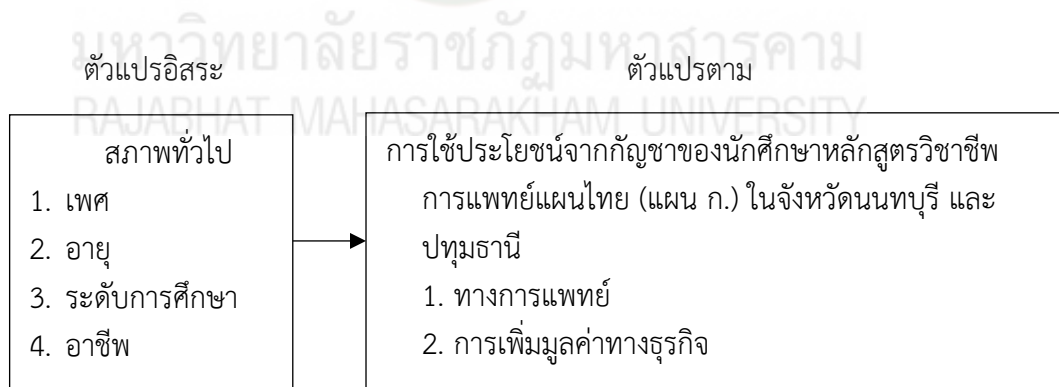 มหาวิทยาลัยราชภัฏมหาสารคาม
RAJABHAT MAHASARAKHAM UNIVERSITY
ตัวแปรอิสระ
ตัวแปรตาม
สภาพทั่วไป
1. เพศ
2. อายุ
3. ระดับการศึกษา
4. อาชีพ
การใช้ประโยชน์จากกัญชาของนักศึกษาหลักสูตรวิชาชีพ
การแพทย์แผนไทย (แผน ก.) ในจังหวัดนนทบุรี และ
ปทุมธานี
1. ทางการแพทย์
2. การเพิ่มมูลค่าทางธุรกิจ